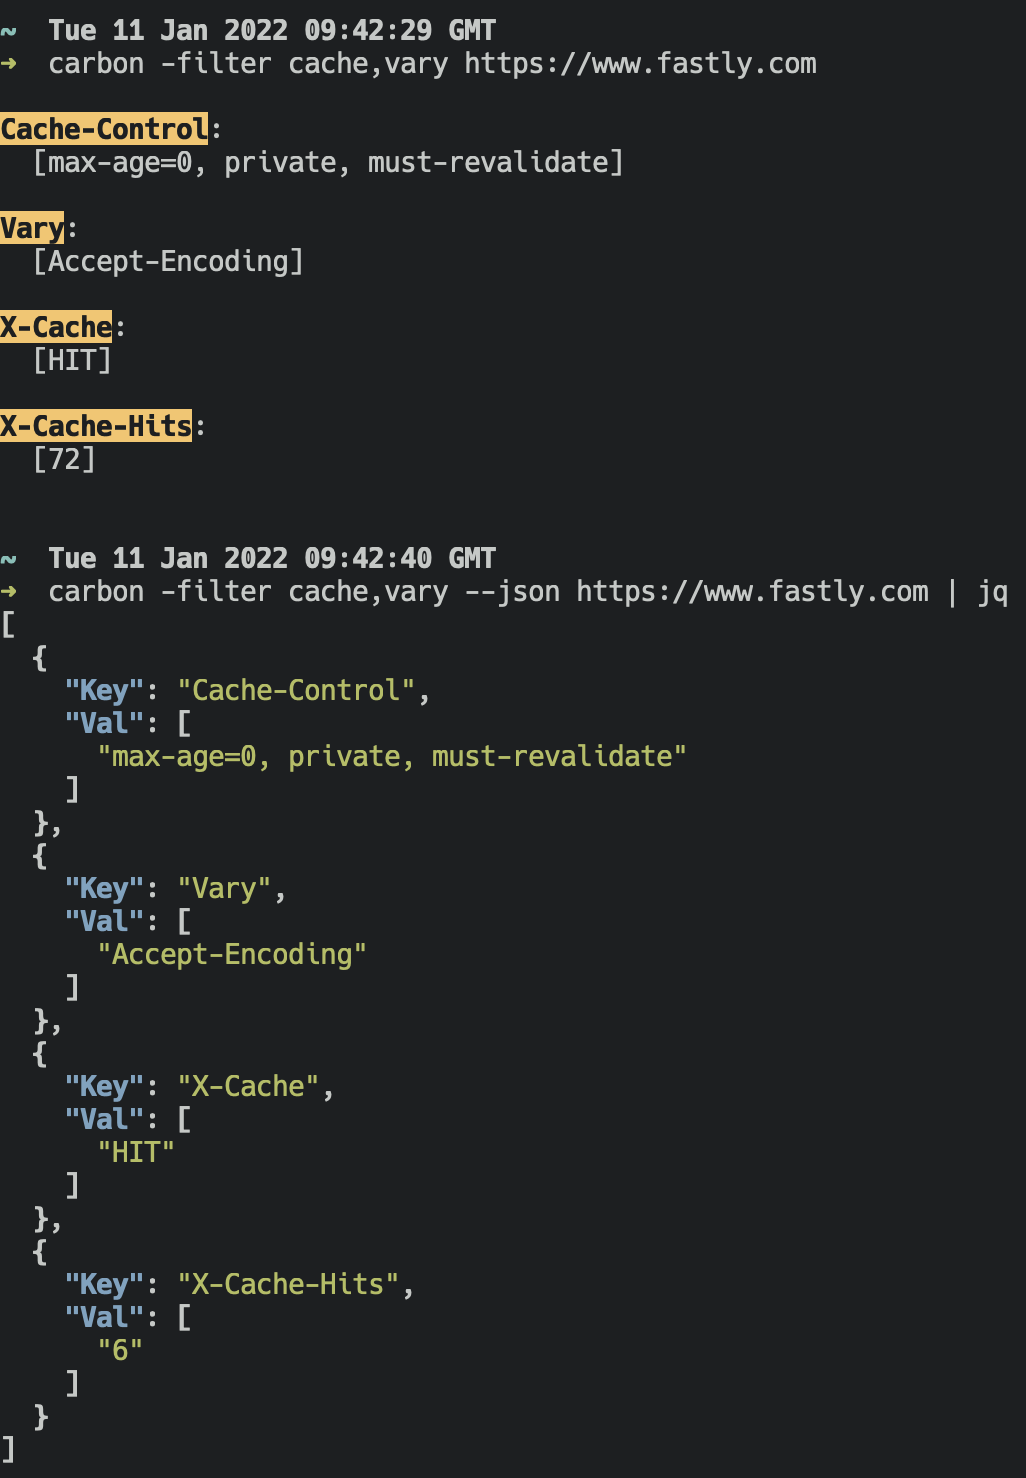 ~  Tue 11 Jan 2022 09:42:29 GMT
➜  carbon -filter cache,vary https://www.fastly.com

Cache-Control:
  [max-age=0, private, must-revalidate]

Vary:
  [Accept-Encoding]

X-Cache:
  [HIT]

X-Cache-Hits:
  [72]


~  Tue 11 Jan 2022 09:42:40 GMT
➜  carbon -filter cache,vary --json https://www.fastly.com | jq
[
  {
    "Key": "Cache-Control",
    "Val": [
      "max-age=0, private, must-revalidate"
    ]
  },
  {
    "Key": "Vary",
    "Val": [
      "Accept-Encoding"
    ]
  },
  {
    "Key": "X-Cache",
    "Val": [
      "HIT"
    ]
  },
  {
    "Key": "X-Cache-Hits",
    "Val": [
      "6"
    ]
  }
]